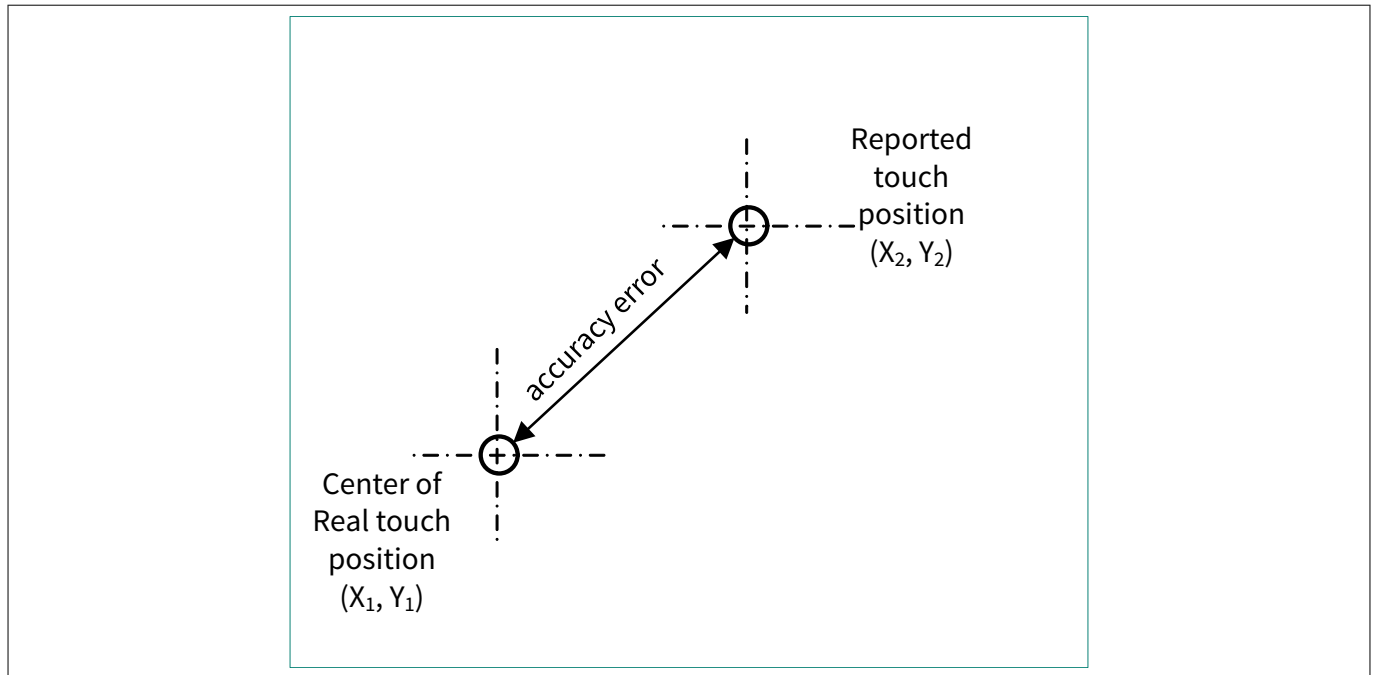 Reported
touch
position
(X₂, Y₂)
accuracy error
Center of
Real touch
position
(X₁, Y₁)